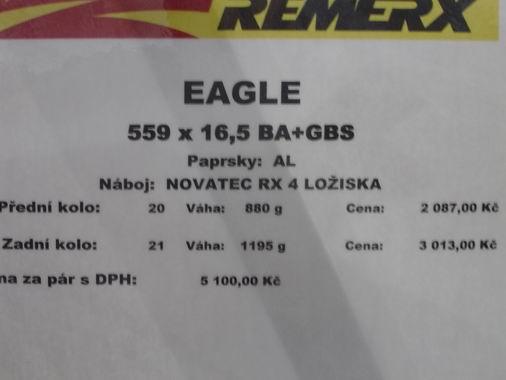 REMERX
EAGLE
559 x 16,5 BA+GBS
Paprsky: AL
Náboj: NOVATEC RX 4 LOŽISKA
Přední kolo: 20 Váha: 880 g Cena: 2 087,00 Kč
Zadní kolo: 21 Váha: 1195 g Cena: 3 013,00 Kč
na za pár s DPH: 5 100,00 Kč